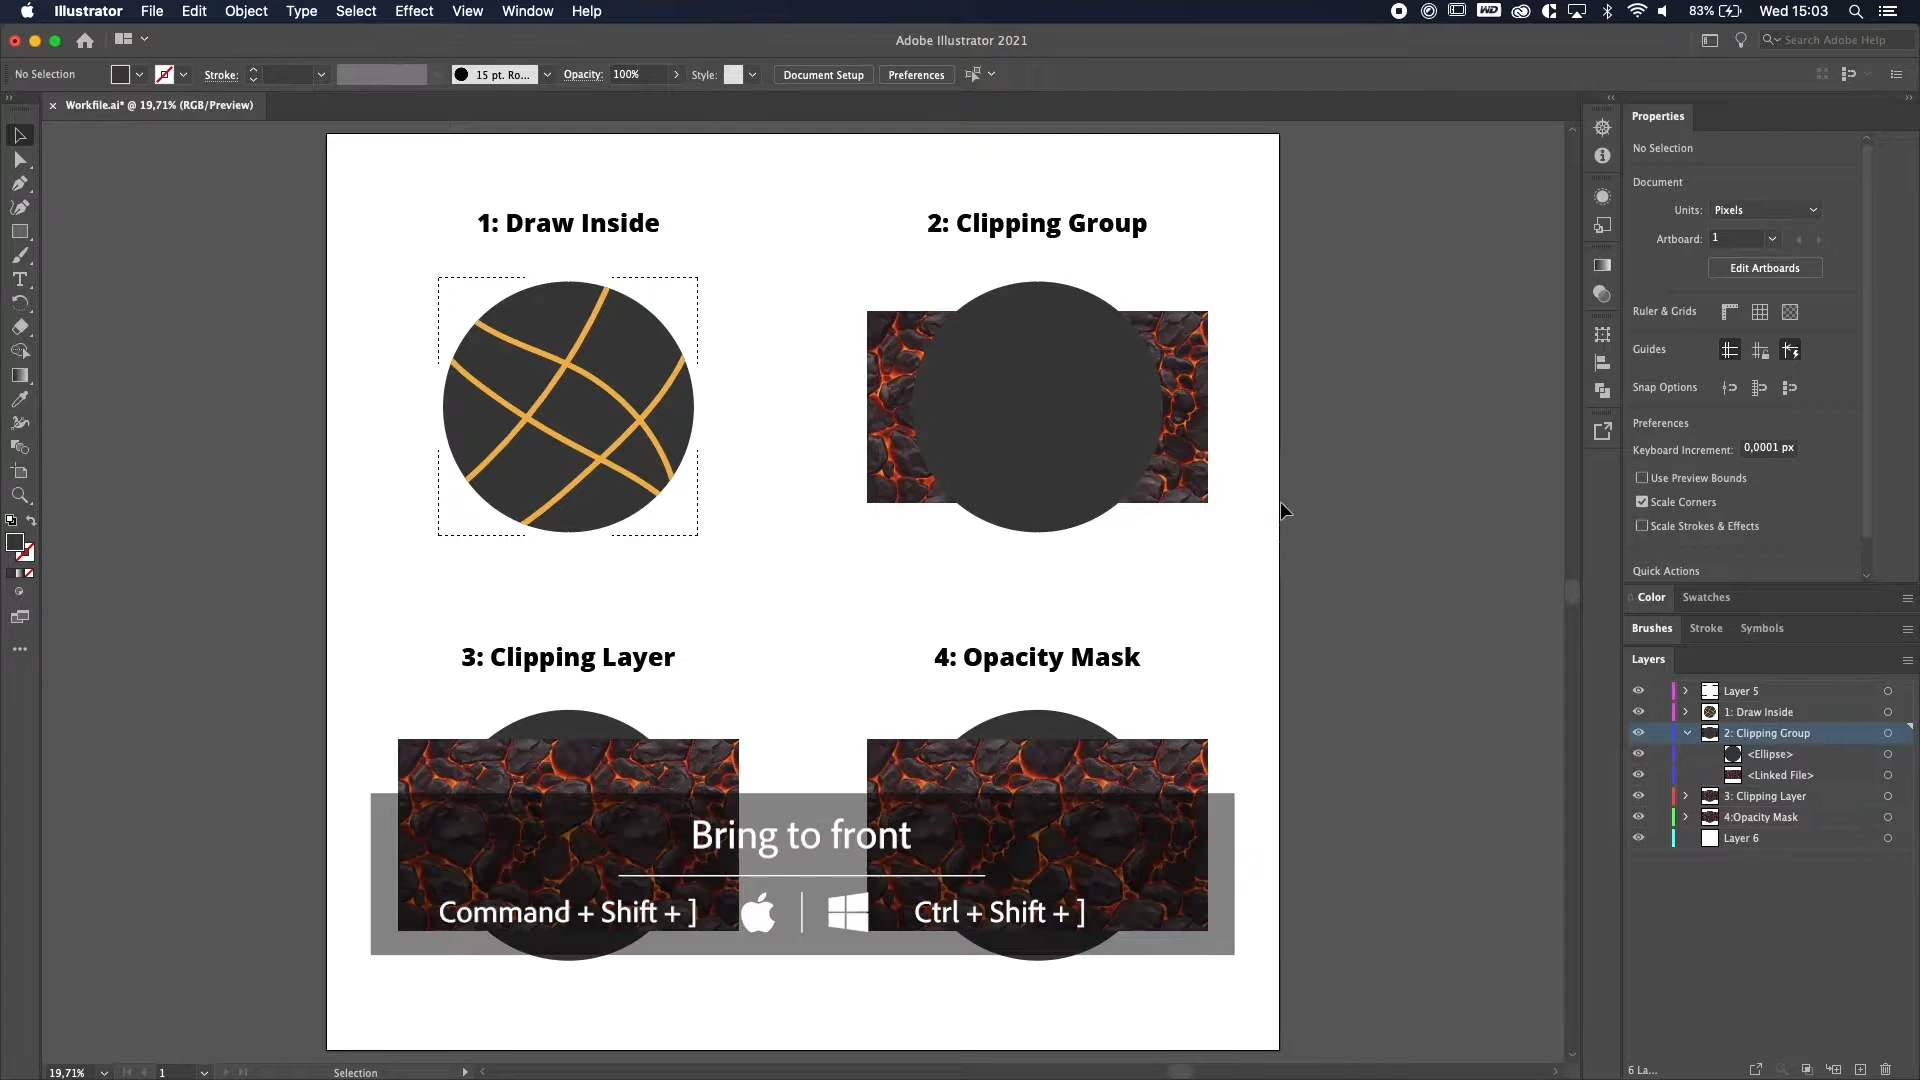 Illustrator File Edit Object Type Select Effect View Window Help
83% Wed 15:03
Adobe Illustrator 2021
Search Adobe Help
No Selection
Stroke:
15 pt. Ro...
Opacity: 100%
Style:
Document Setup
Preferences
Workfile.ai* @ 19,71% (RGB/Preview)
1: Draw Inside
2: Clipping Group
3: Clipping Layer
4: Opacity Mask
Bring to front
Command + Shift + ]
Ctrl + Shift + ]
Properties
No Selection
Document
Units: Pixels
Artboard: 1
Edit Artboards
Ruler & Grids
Guides
Snap Options
Preferences
Keyboard Increment: 0,0001 px
Use Preview Bounds
Scale Corners
Scale Strokes & Effects
Quick Actions
Color Swatches
Brushes Stroke Symbols
Layers
Layer 5
1: Draw Inside
2: Clipping Group
<Ellipse>
<Linked File>
3: Clipping Layer
4:Opacity Mask
Layer 6
6 La...
19,71%
1
Selection